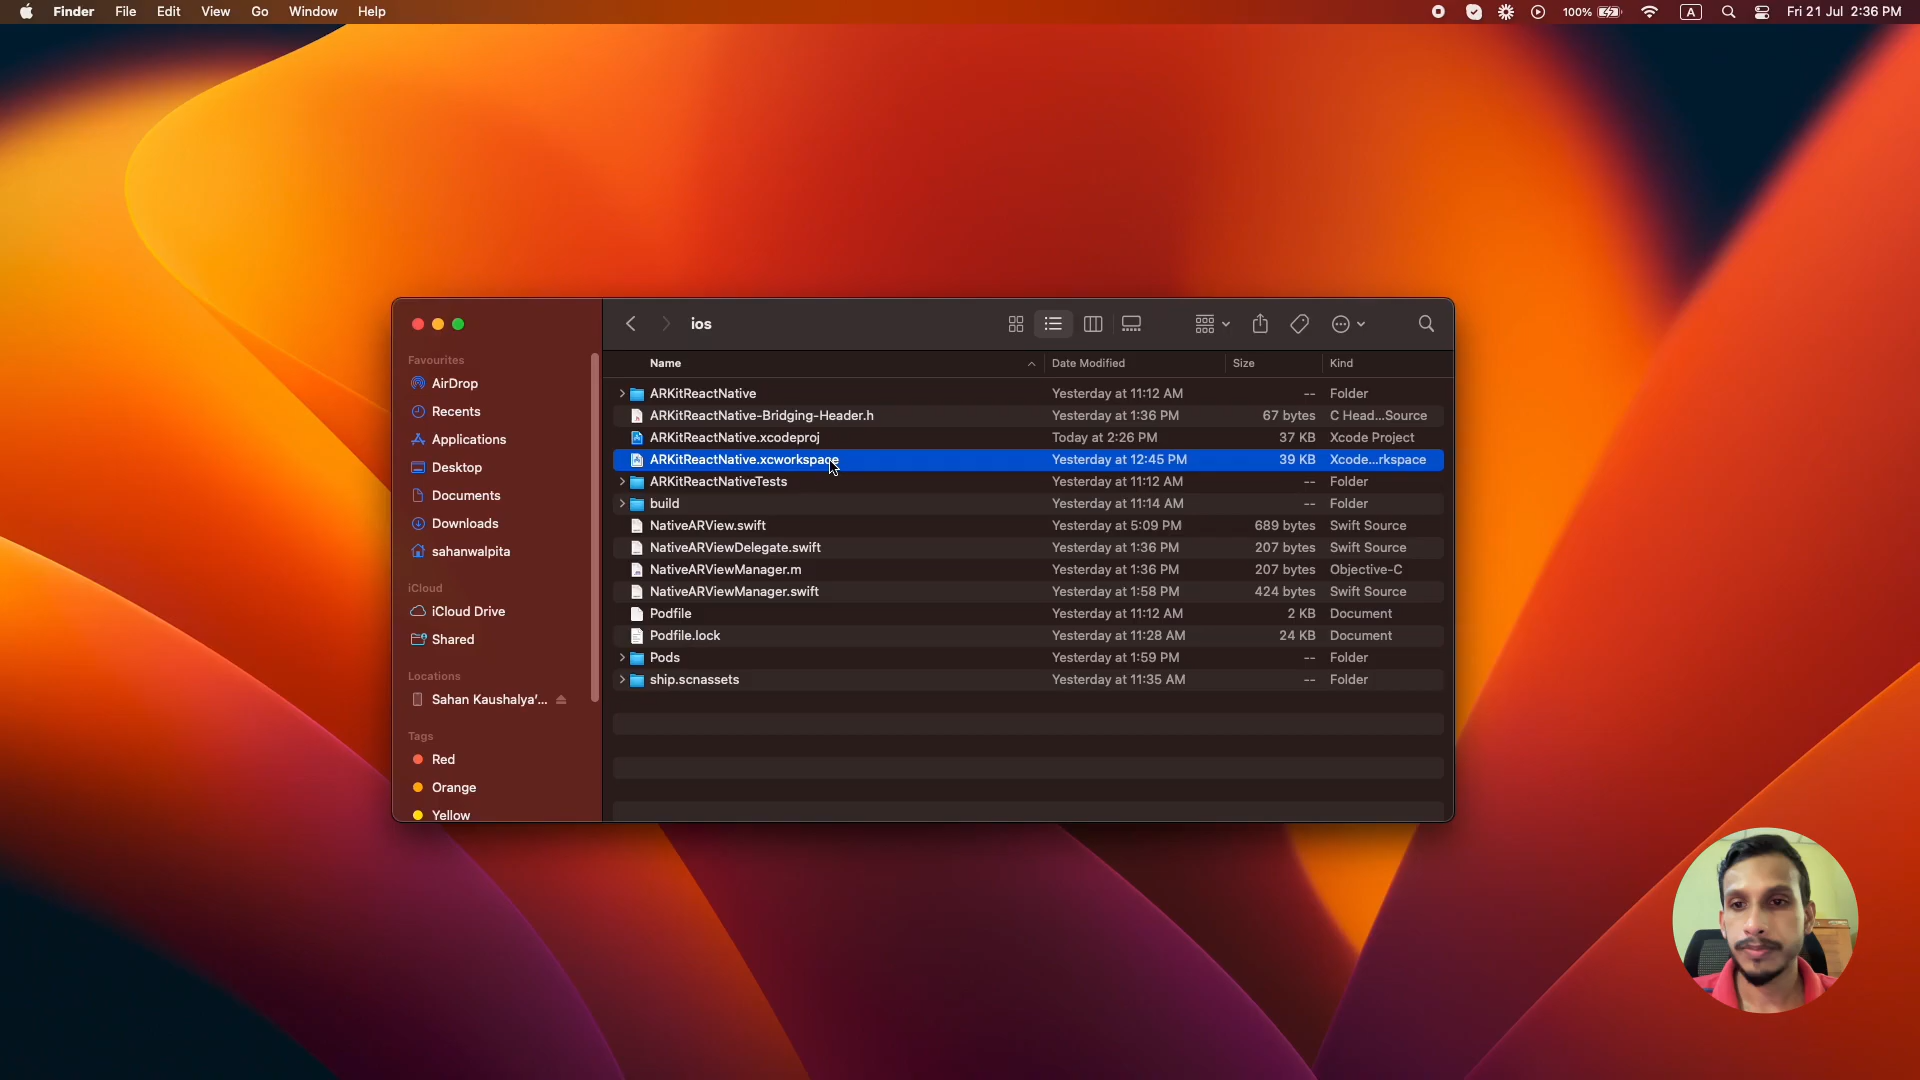 Finder File Edit View Go Window Help 100% A Fri 21 Jul 2:36 PM
ios
Favourites
AirDrop
Recents
Applications
Desktop
Documents
Downloads
sahanwalpita
iCloud
iCloud Drive
Shared
Locations
Sahan Kaushalya'...
Tags
Red
Orange
Yellow
Name Date Modified Size Kind
ARKitReactNative Yesterday at 11:12 AM -- Folder
ARKitReactNative-Bridging-Header.h Yesterday at 1:36 PM 67 bytes C Head...Source
ARKitReactNative.xcodeproj Today at 2:26 PM 37 KB Xcode Project
ARKitReactNative.xcworkspace Yesterday at 12:45 PM 39 KB Xcode...rkspace
ARKitReactNativeTests Yesterday at 11:12 AM -- Folder
build Yesterday at 11:14 AM -- Folder
NativeARView.swift Yesterday at 5:09 PM 689 bytes Swift Source
NativeARViewDelegate.swift Yesterday at 1:36 PM 207 bytes Swift Source
NativeARViewManager.m Yesterday at 1:36 PM 207 bytes Objective-C
NativeARViewManager.swift Yesterday at 1:58 PM 424 bytes Swift Source
Podfile Yesterday at 11:12 AM 2 KB Document
Podfile.lock Yesterday at 11:28 AM 24 KB Document
Pods Yesterday at 1:59 PM -- Folder
ship.scnassets Yesterday at 11:35 AM -- Folder